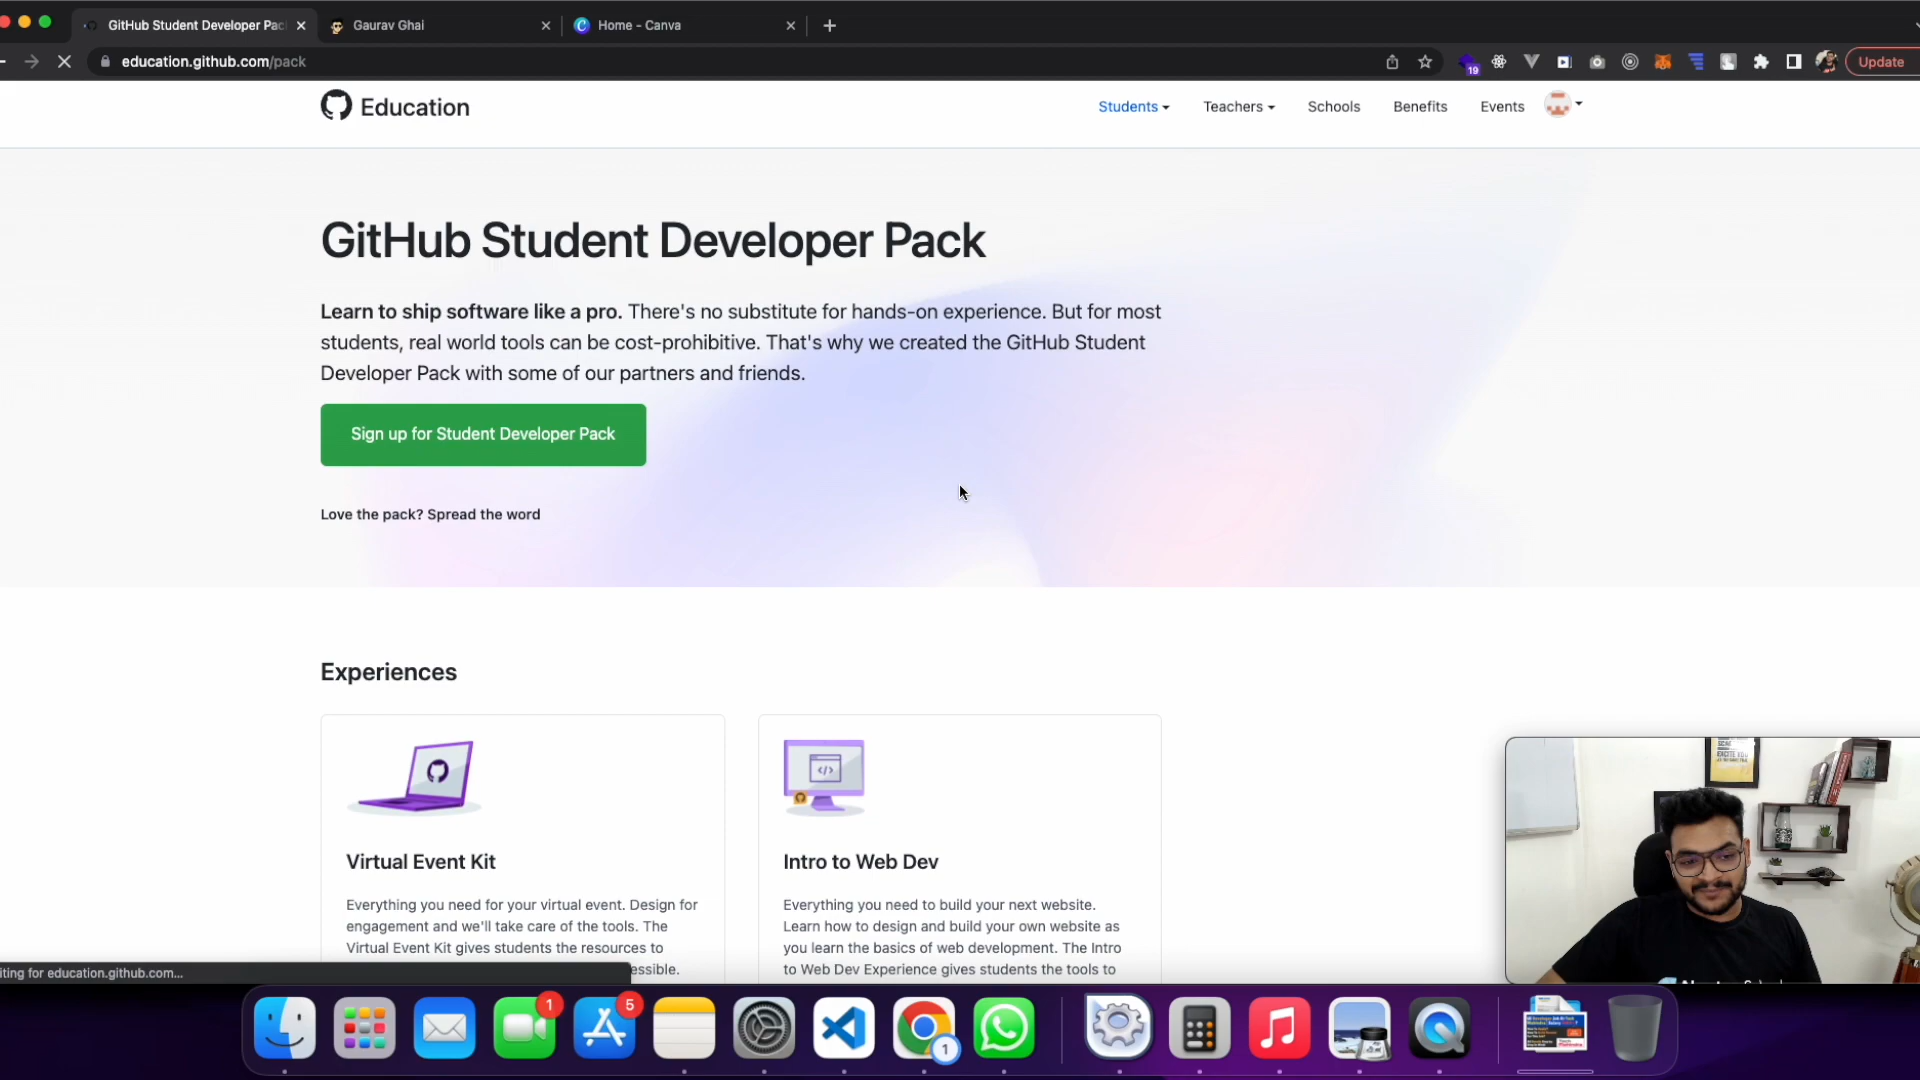 GitHub Student Developer Pac
Gaurav Ghai
Home - Canva
education.github.com/pack
19
Update
Education
Students
Teachers
Schools
Benefits
Events
GitHub Student Developer Pack
Learn to ship software like a pro. There's no substitute for hands-on experience. But for most
students, real world tools can be cost-prohibitive. That's why we created the GitHub Student
Developer Pack with some of our partners and friends.
Sign up for Student Developer Pack
Love the pack? Spread the word
Experiences
Virtual Event Kit
Everything you need for your virtual event. Design for
engagement and we'll take care of the tools. The
Virtual Event Kit gives students the resources to
essible.
Intro to Web Dev
Everything you need to build your next website.
Learn how to design and build your own website as
you learn the basics of web development. The Intro
to Web Dev Experience gives students the tools to
iting for education.github.com...
1
5
1